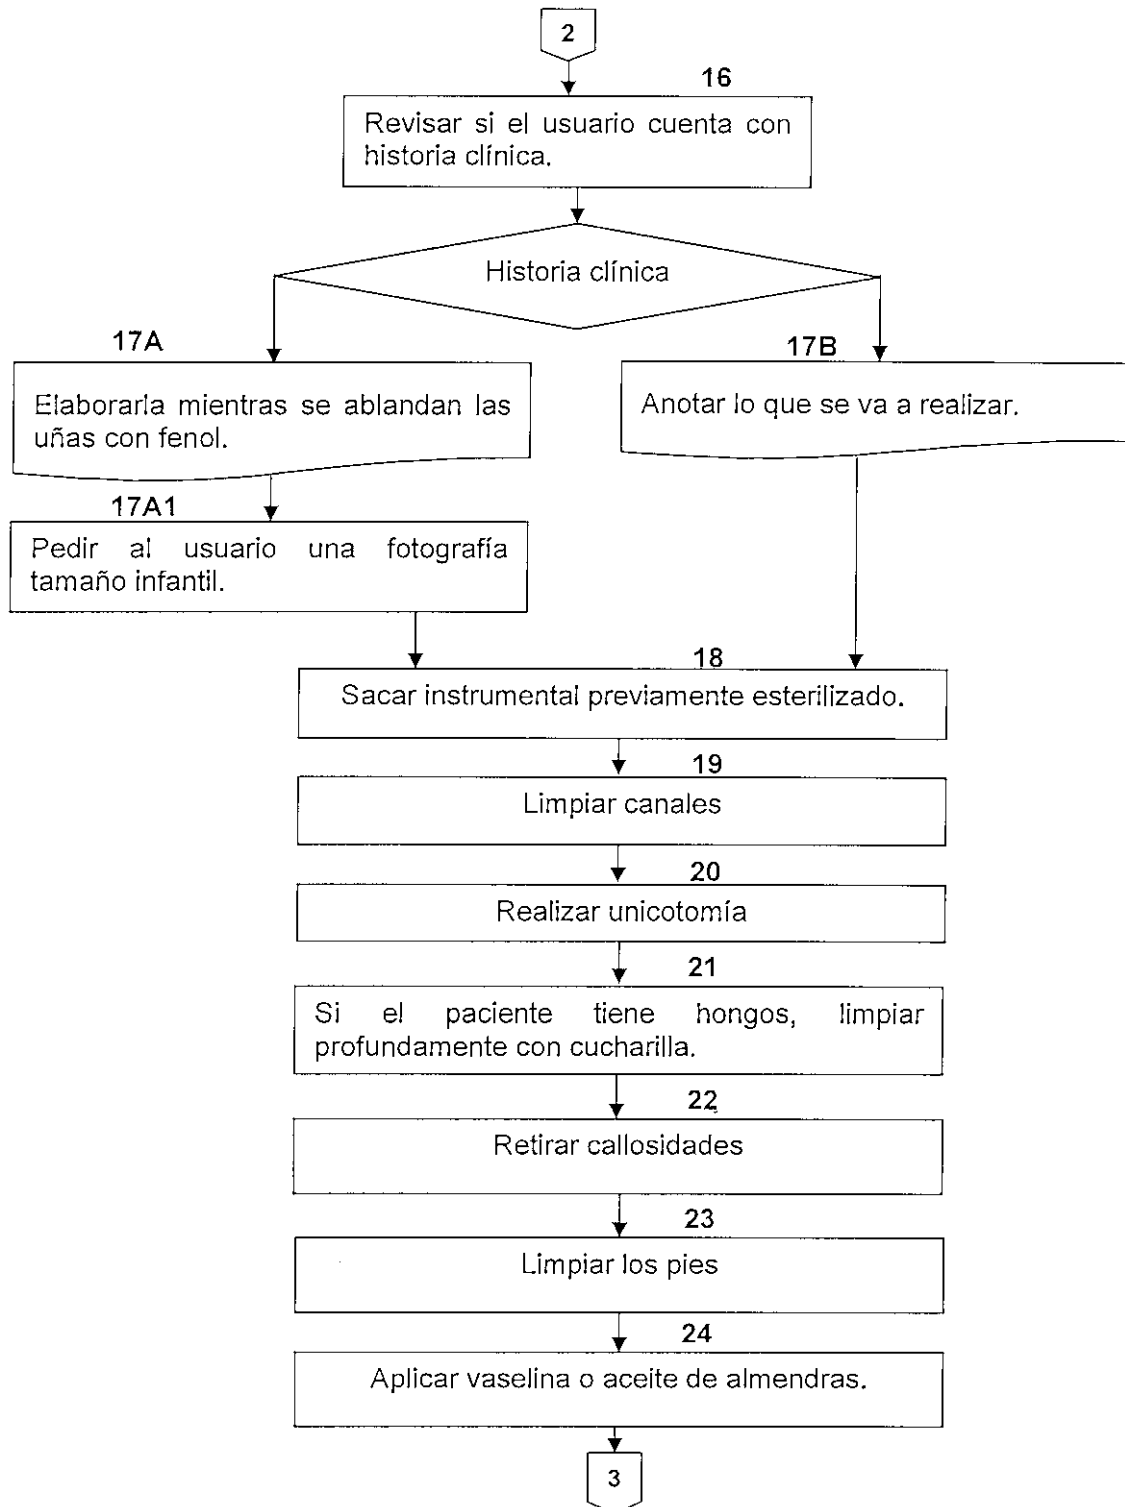 2
16
Revisar si el usuario cuenta con
historia clínica.
Historia clínica
17A
Elaborarla mientras se ablandan las
uñas con fenol.
17B
Anotar lo que se va a realizar.
17A1
Pedir al usuario una fotografía
tamaño infantil.
18
Sacar instrumental previamente esterilizado.
19
Limpiar canales
20
Realizar unicotomía
21
Si el paciente tiene hongos, limpiar
profundamente con cucharilla.
22
Retirar callosidades
23
Limpiar los pies
24
Aplicar vaselina o aceite de almendras.
3